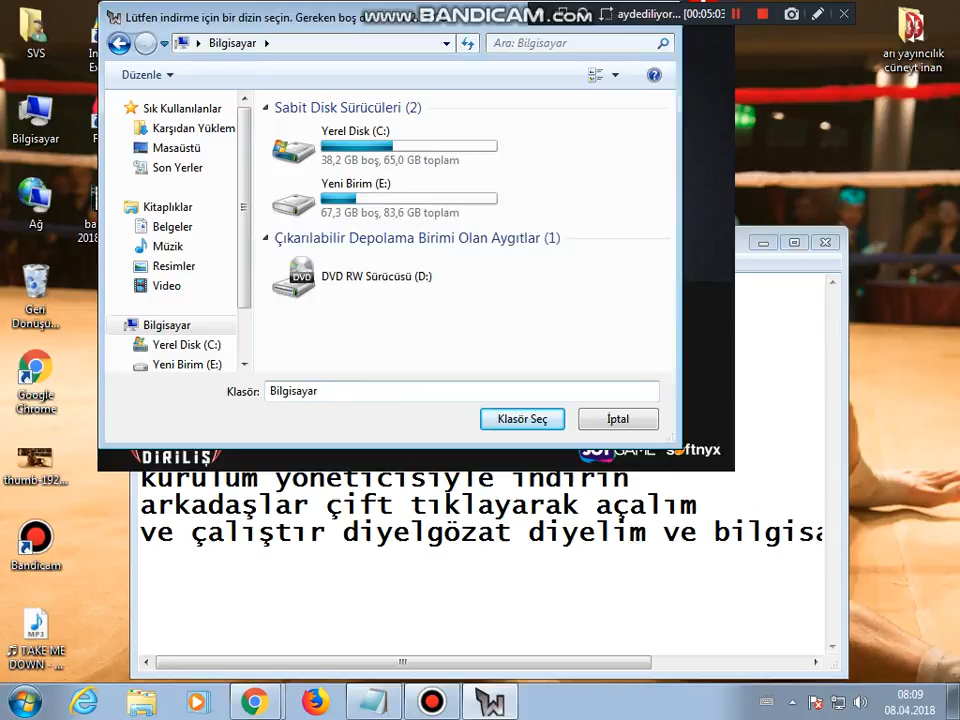 Lütfen indirme için bir dizin seçin. Gereken boş d
www.BANDICAM.com
aydediliyor... [00:05:03]
Bilgisayar
Ara: Bilgisayar
Düzenle
Sık Kullanılanlar
Karşıdan Yüklem
Masaüstü
Son Yerler
Kitaplıklar
Belgeler
Müzik
Resimler
Video
Bilgisayar
Yerel Disk (C:)
Yeni Birim (E:)
Sabit Disk Sürücüleri (2)
Yerel Disk (C:)
38,2 GB boş, 65,0 GB toplam
Yeni Birim (E:)
67,3 GB boş, 83,6 GB toplam
Çıkarılabilir Depolama Birimi Olan Aygıtlar (1)
DVD
DVD RW Sürücüsü (D:)
Klasör:
Bilgisayar
Klasör Seç
İptal
DİRİLİŞ
softnyx
kurulum yöneticisiyle indirin
arkadaşlar çift tıklayarak açalım
ve çalıştır diyelgözat diyelim ve bilgisa
SVS
Bilgisayar
Ağ
Geri
Donuşu...
Google
Chrome
thumb-192...
Bandicam
MP3
TAKE ME
DOWN - ...
arı yayıncılık
cüneyt inan
08:09
08.04.2018